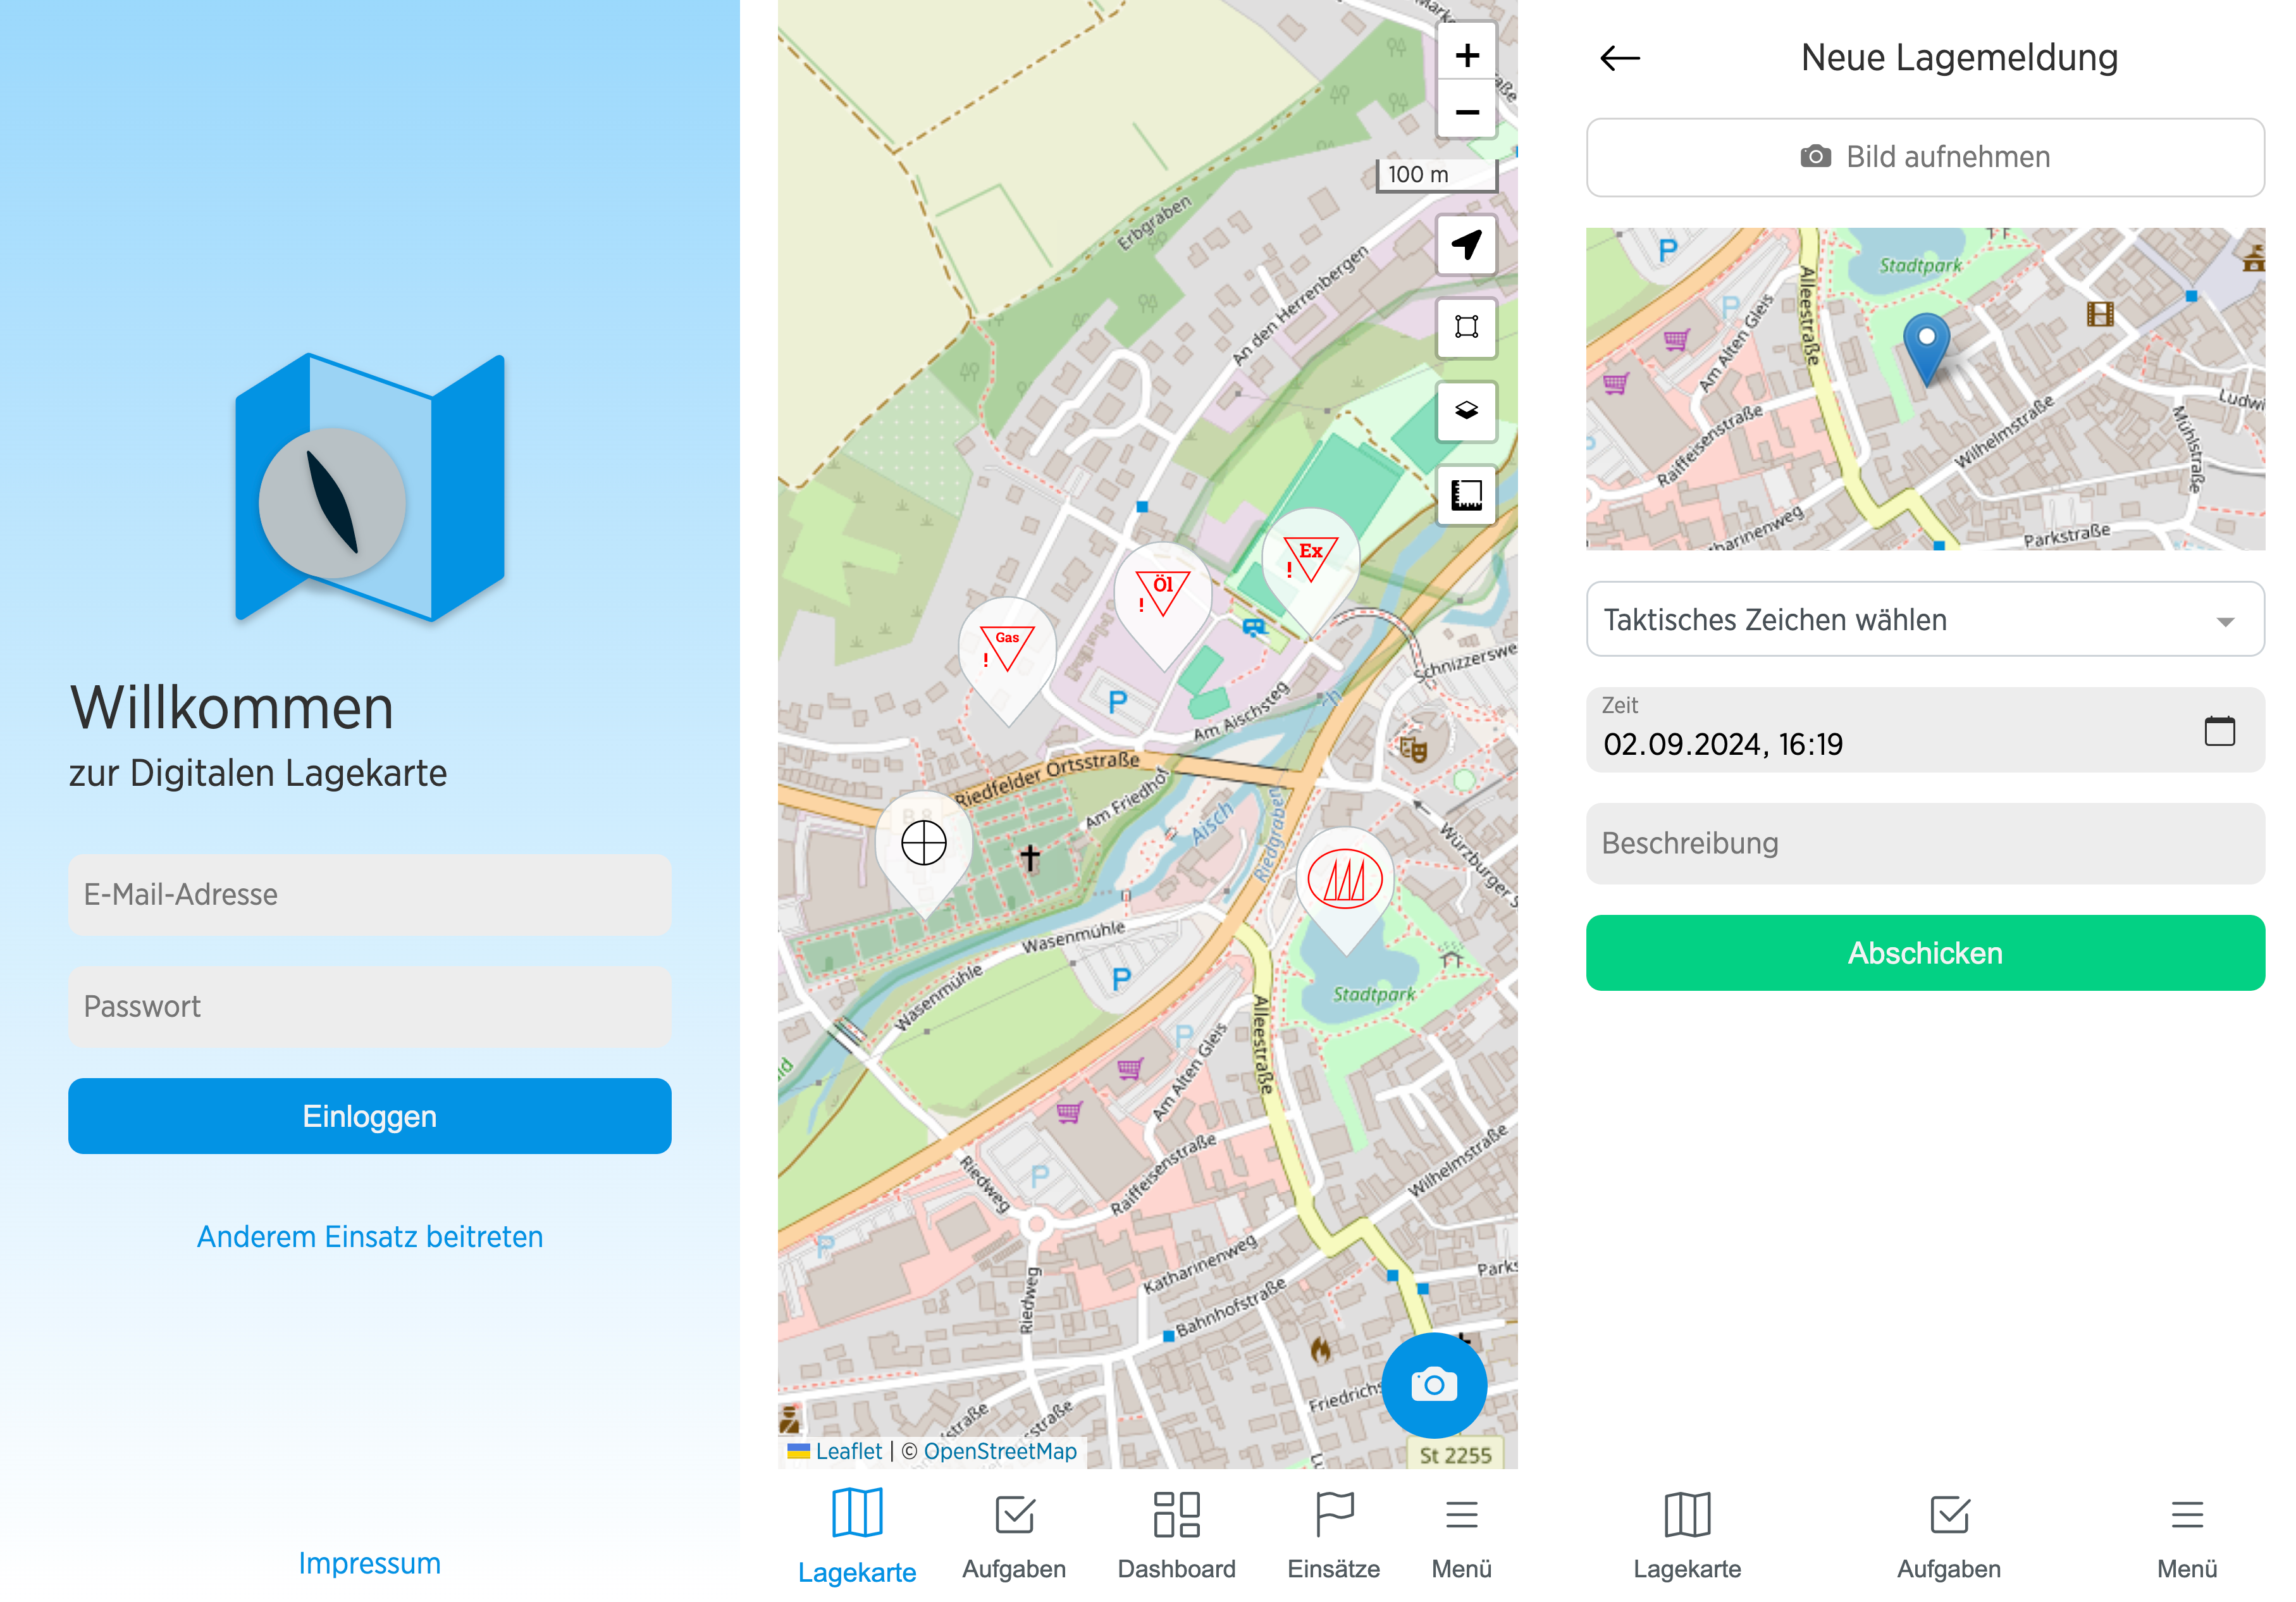 Willkommen
zur Digitalen Lagekarte
E-Mail-Adresse
Passwort
Einloggen
Anderem Einsatz beitreten
Impressum
+
−
100 m
Erbgraben
An den Herrenbergen
Ex
!
Öl
!
Gas
!
P
Schnizzerswe
Am Aischsteg
Riedfelder Ortsstraße
Am Friedhof
B 8
Aisch
Riedgraben
Würzburger S
Wasenmühle
Wasenmühle
P
Stadtpark
P
Alleestraße
Am Alten Gleis
Raiffeisenstraße
Riedweg
P
Wilhelmstraße
P
Katharinenweg
Riedweg
Bahnhofstraße
Parks
Friedrichs
St 2255
Leaflet | © OpenStreetMap
Lagekarte
Aufgaben
Dashboard
Einsätze
Menü
Neue Lagemeldung
Bild aufnehmen
P
Stadtpark
P
Am Alten Gleis
Alleestraße
Raiffeisenstraße
Wilhelmstraße
Ludwi
Mühlstraße
tharinenweg
Parkstraße
Taktisches Zeichen wählen
Zeit
02.09.2024, 16:19
Beschreibung
Abschicken
Lagekarte
Aufgaben
Menü